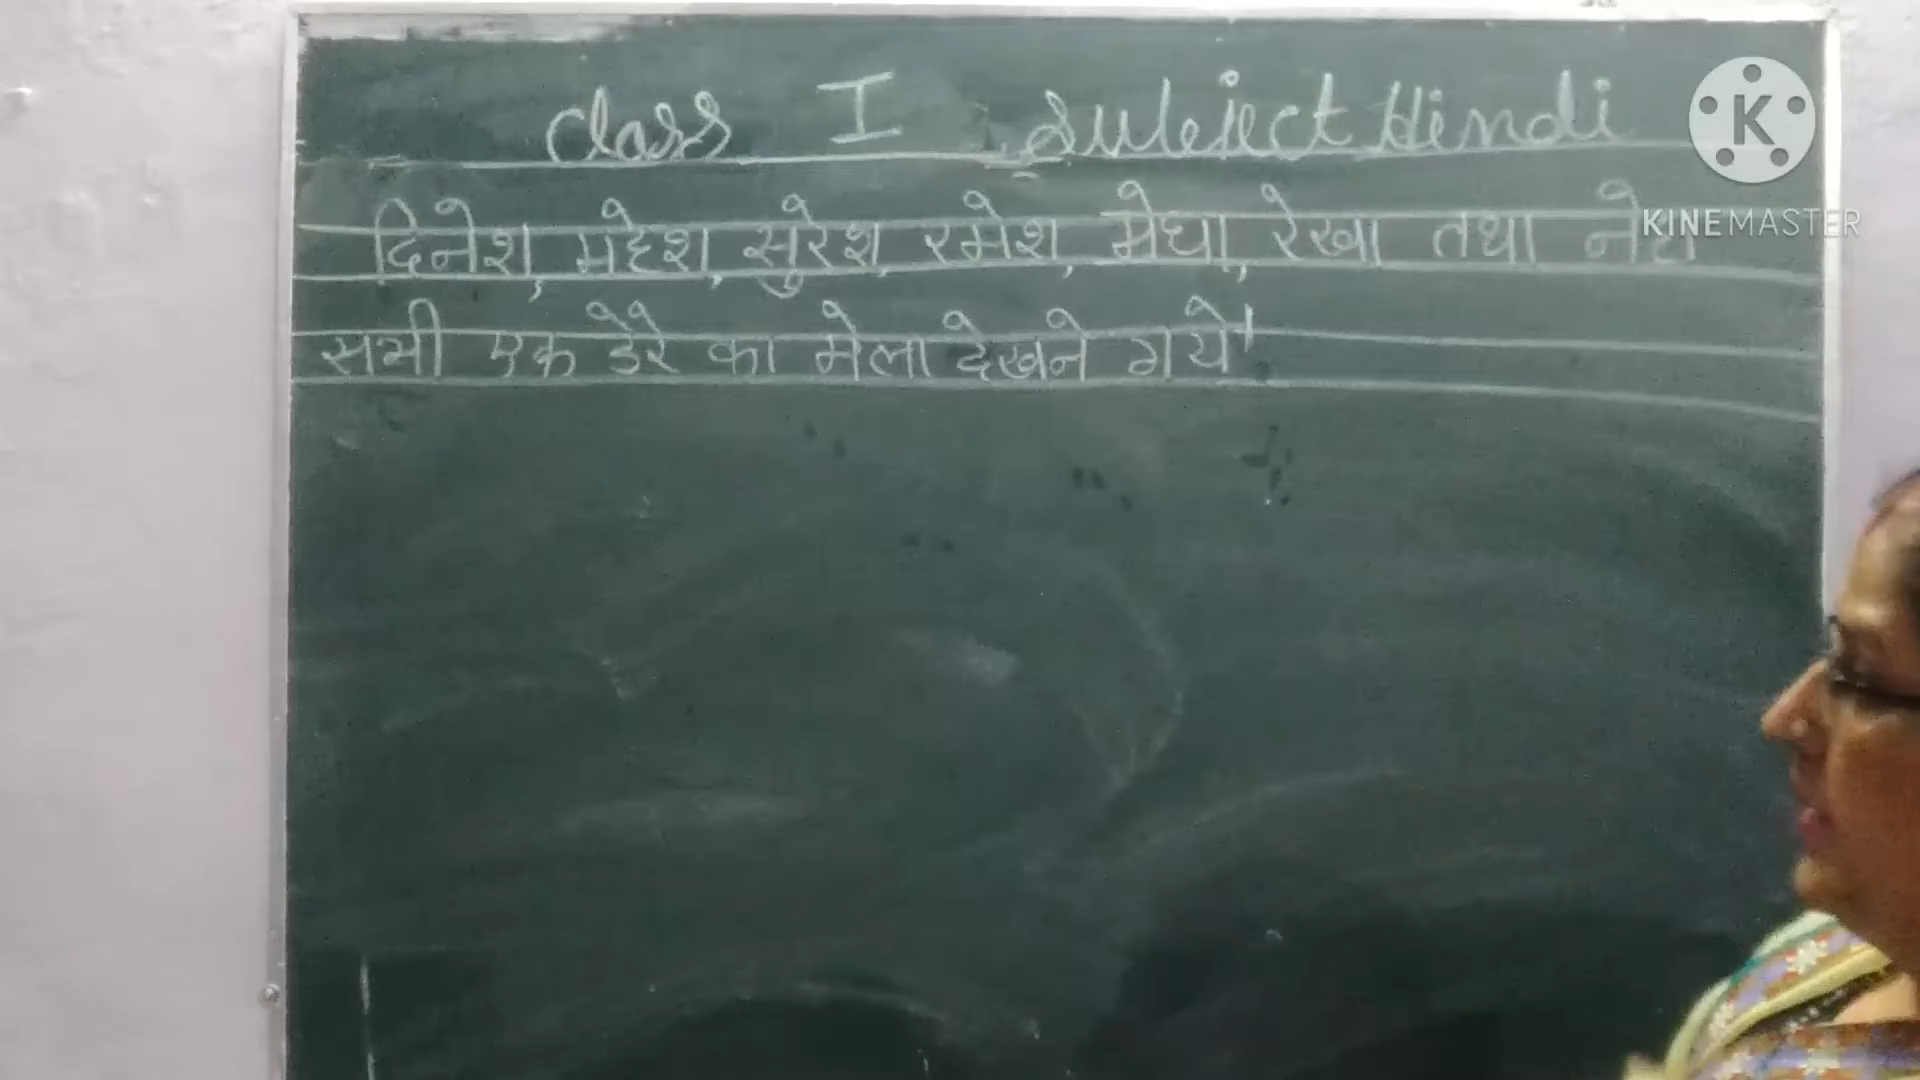 Class I Subject Hindi
दिनेश, महेश, सुरेश, रमेश, मेघा, रेखा तथा नेहा
सभी एक डेरे का मेला देखने गये।
K
KINEMASTER